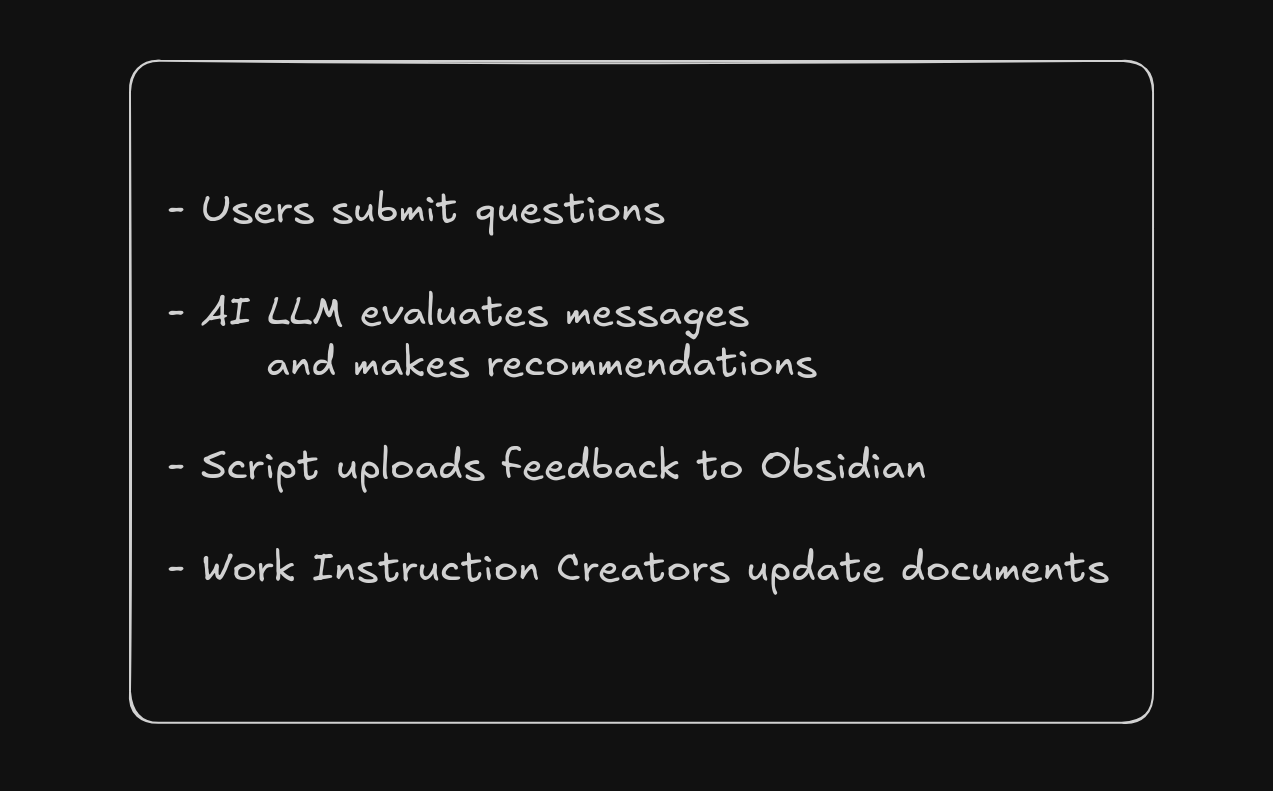 - Users submit questions
- AI LLM evaluates messages
and makes recommendations
- Script uploads feedback to Obsidian
- Work Instruction Creators update documents